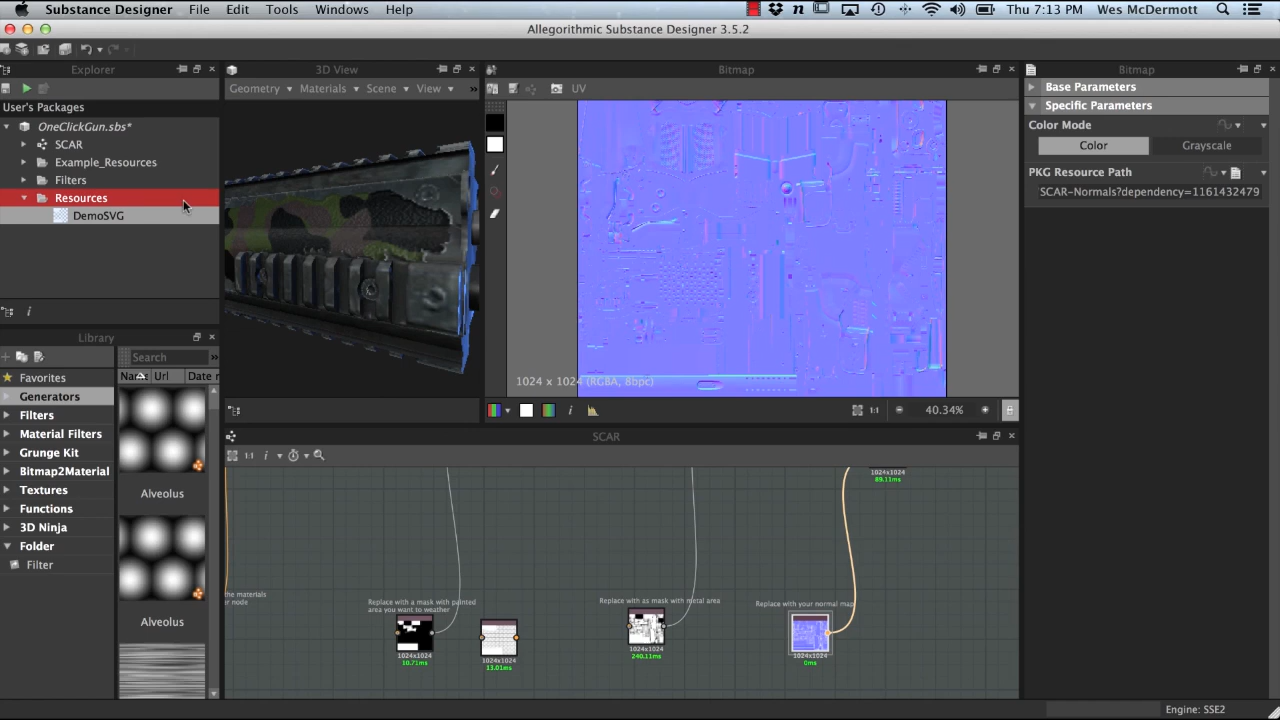 Substance Designer File Edit Tools Windows Help Thu 7:13 PM Wes McDermott
Allegorithmic Substance Designer 3.5.2
Explorer
User's Packages
OneClickGun.sbs*
SCAR
Example_Resources
Filters
Resources
DemoSVG
Library
Search
Favorites
Generators
Filters
Material Filters
Grunge Kit
Bitmap2Material
Textures
Functions
3D Ninja
Folder
Filter
Url Date r
Alveolus
Alveolus
3D View
Geometry Materials Scene View »
Bitmap
UV
1024 x 1024 (RGBA, 8bpc)
1:1 40.34%
SCAR
1:1
1024x1024
89.11ms
the materials
er node
Replace with a mask with painted
area you want to weather
1024x1024
10.71ms
1024x1024
13.01ms
Replace with as mask with metal area
1024x1024
240.11ms
Replace with your normal map
1024x1024
0ms
Bitmap
Base Parameters
Specific Parameters
Color Mode
Color Grayscale
PKG Resource Path
SCAR-Normals?dependency=1161432479
Engine: SSE2